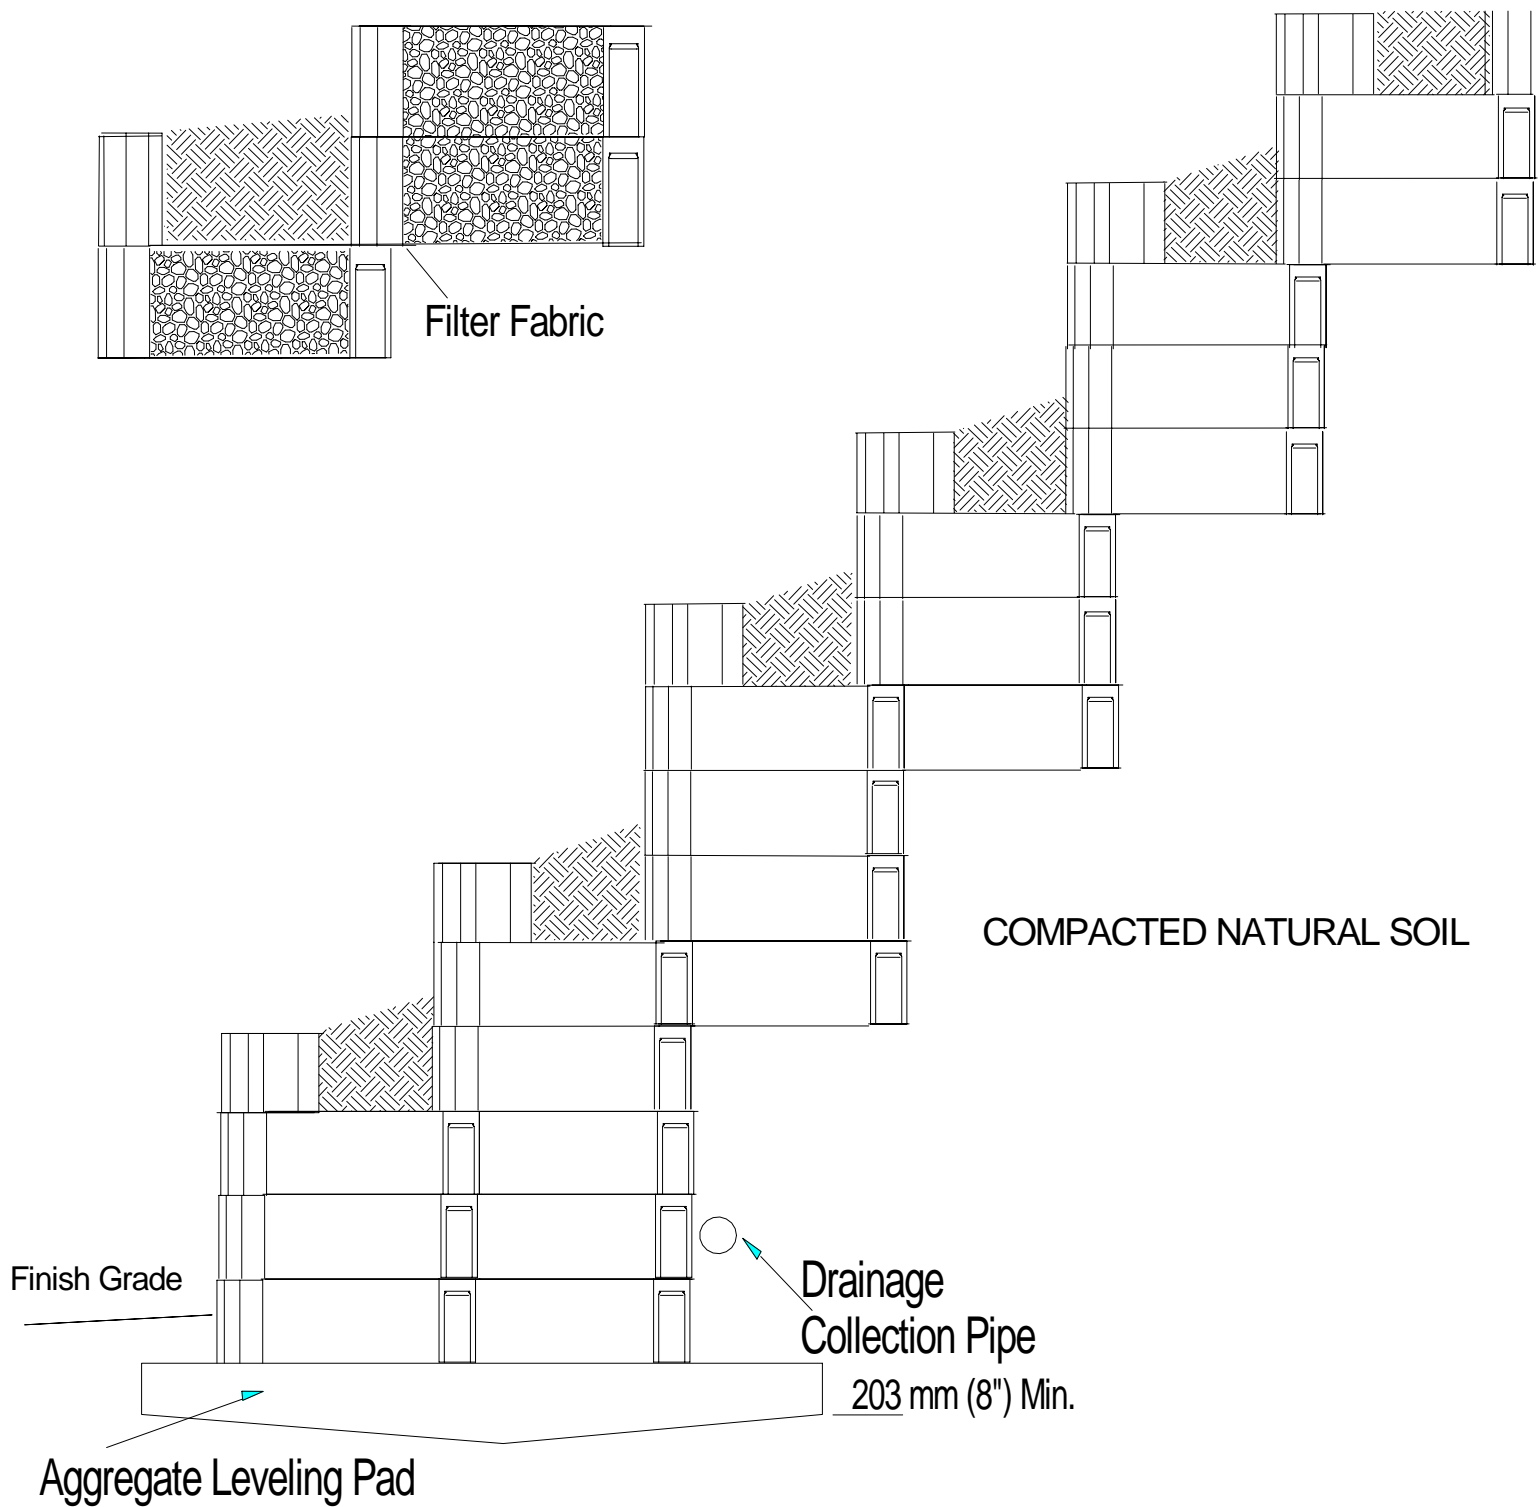 Filter Fabric
COMPACTED NATURAL SOIL
Finish Grade
Drainage
Collection Pipe
203 mm (8") Min.
Aggregate Leveling Pad